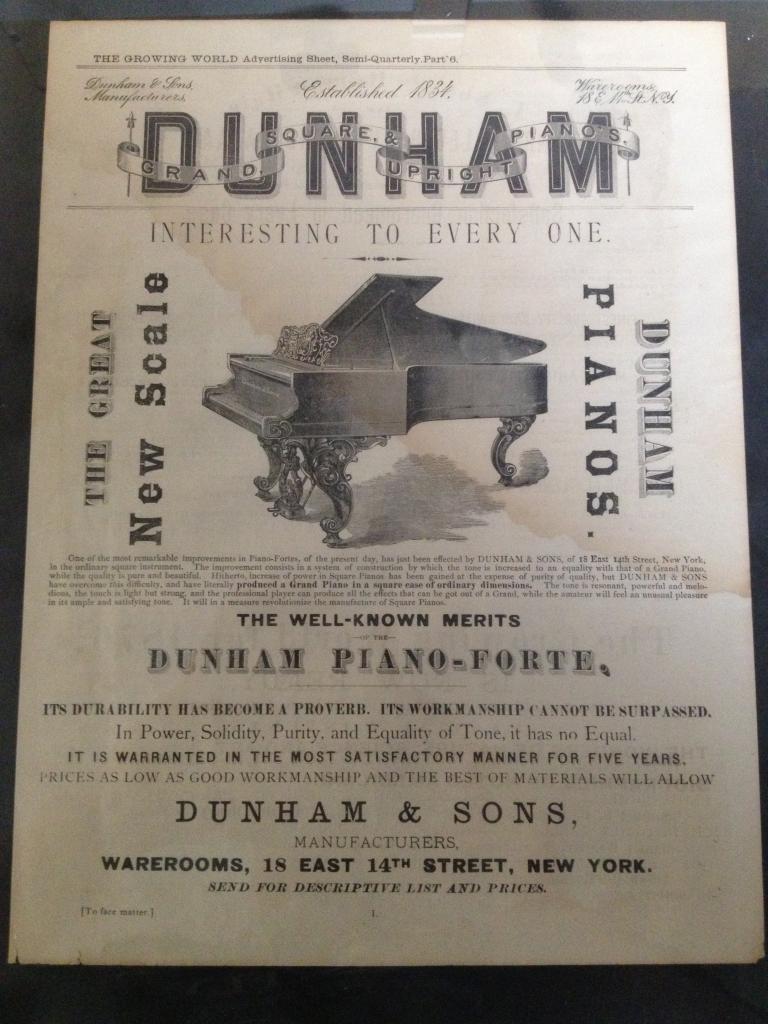 THE GROWING WORLD Advertising Sheet, Semi-Quarterly. Part 6.
Dunham & Sons, Manufacturers,
Established 1834.
Warerooms, 18 E. 14th St. N.Y.
DUNHAM
GRAND, SQUARE, & UPRIGHT PIANO'S.
INTERESTING TO EVERY ONE.
THE GREAT
New Scale
DUNHAM
PIANOS.
One of the most remarkable improvements in Piano-Fortes, of the present day, has just been effected by DUNHAM & SONS, of 18 East 14th Street, New York,
in the ordinary square instrument. The improvement consists in a system of construction by which the tone is increased to an equality with that of a Grand Piano,
while the quality is pure and beautiful. Hitherto, increase of power in Square Pianos has been gained at the expense of purity of quality, but DUNHAM & SONS
have overcome this difficulty, and have literally produced a Grand Piano in a square case of ordinary dimensions. The tone is resonant, powerful and melo-
dious, the touch is light but strong, and the professional player can produce all the effects that can be got out of a Grand, while the amateur will feel an unusual pleasure
in its ample and satisfying tone. It will in a measure revolutionize the manufacture of Square Pianos.
THE WELL-KNOWN MERITS
—OF THE—
DUNHAM PIANO-FORTE,
ITS DURABILITY HAS BECOME A PROVERB. ITS WORKMANSHIP CANNOT BE SURPASSED.
In Power, Solidity, Purity, and Equality of Tone, it has no Equal.
IT IS WARRANTED IN THE MOST SATISFACTORY MANNER FOR FIVE YEARS.
PRICES AS LOW AS GOOD WORKMANSHIP AND THE BEST OF MATERIALS WILL ALLOW
DUNHAM & SONS,
MANUFACTURERS,
WAREROOMS, 18 EAST 14TH STREET, NEW YORK.
SEND FOR DESCRIPTIVE LIST AND PRICES.
[To face matter.]
1.